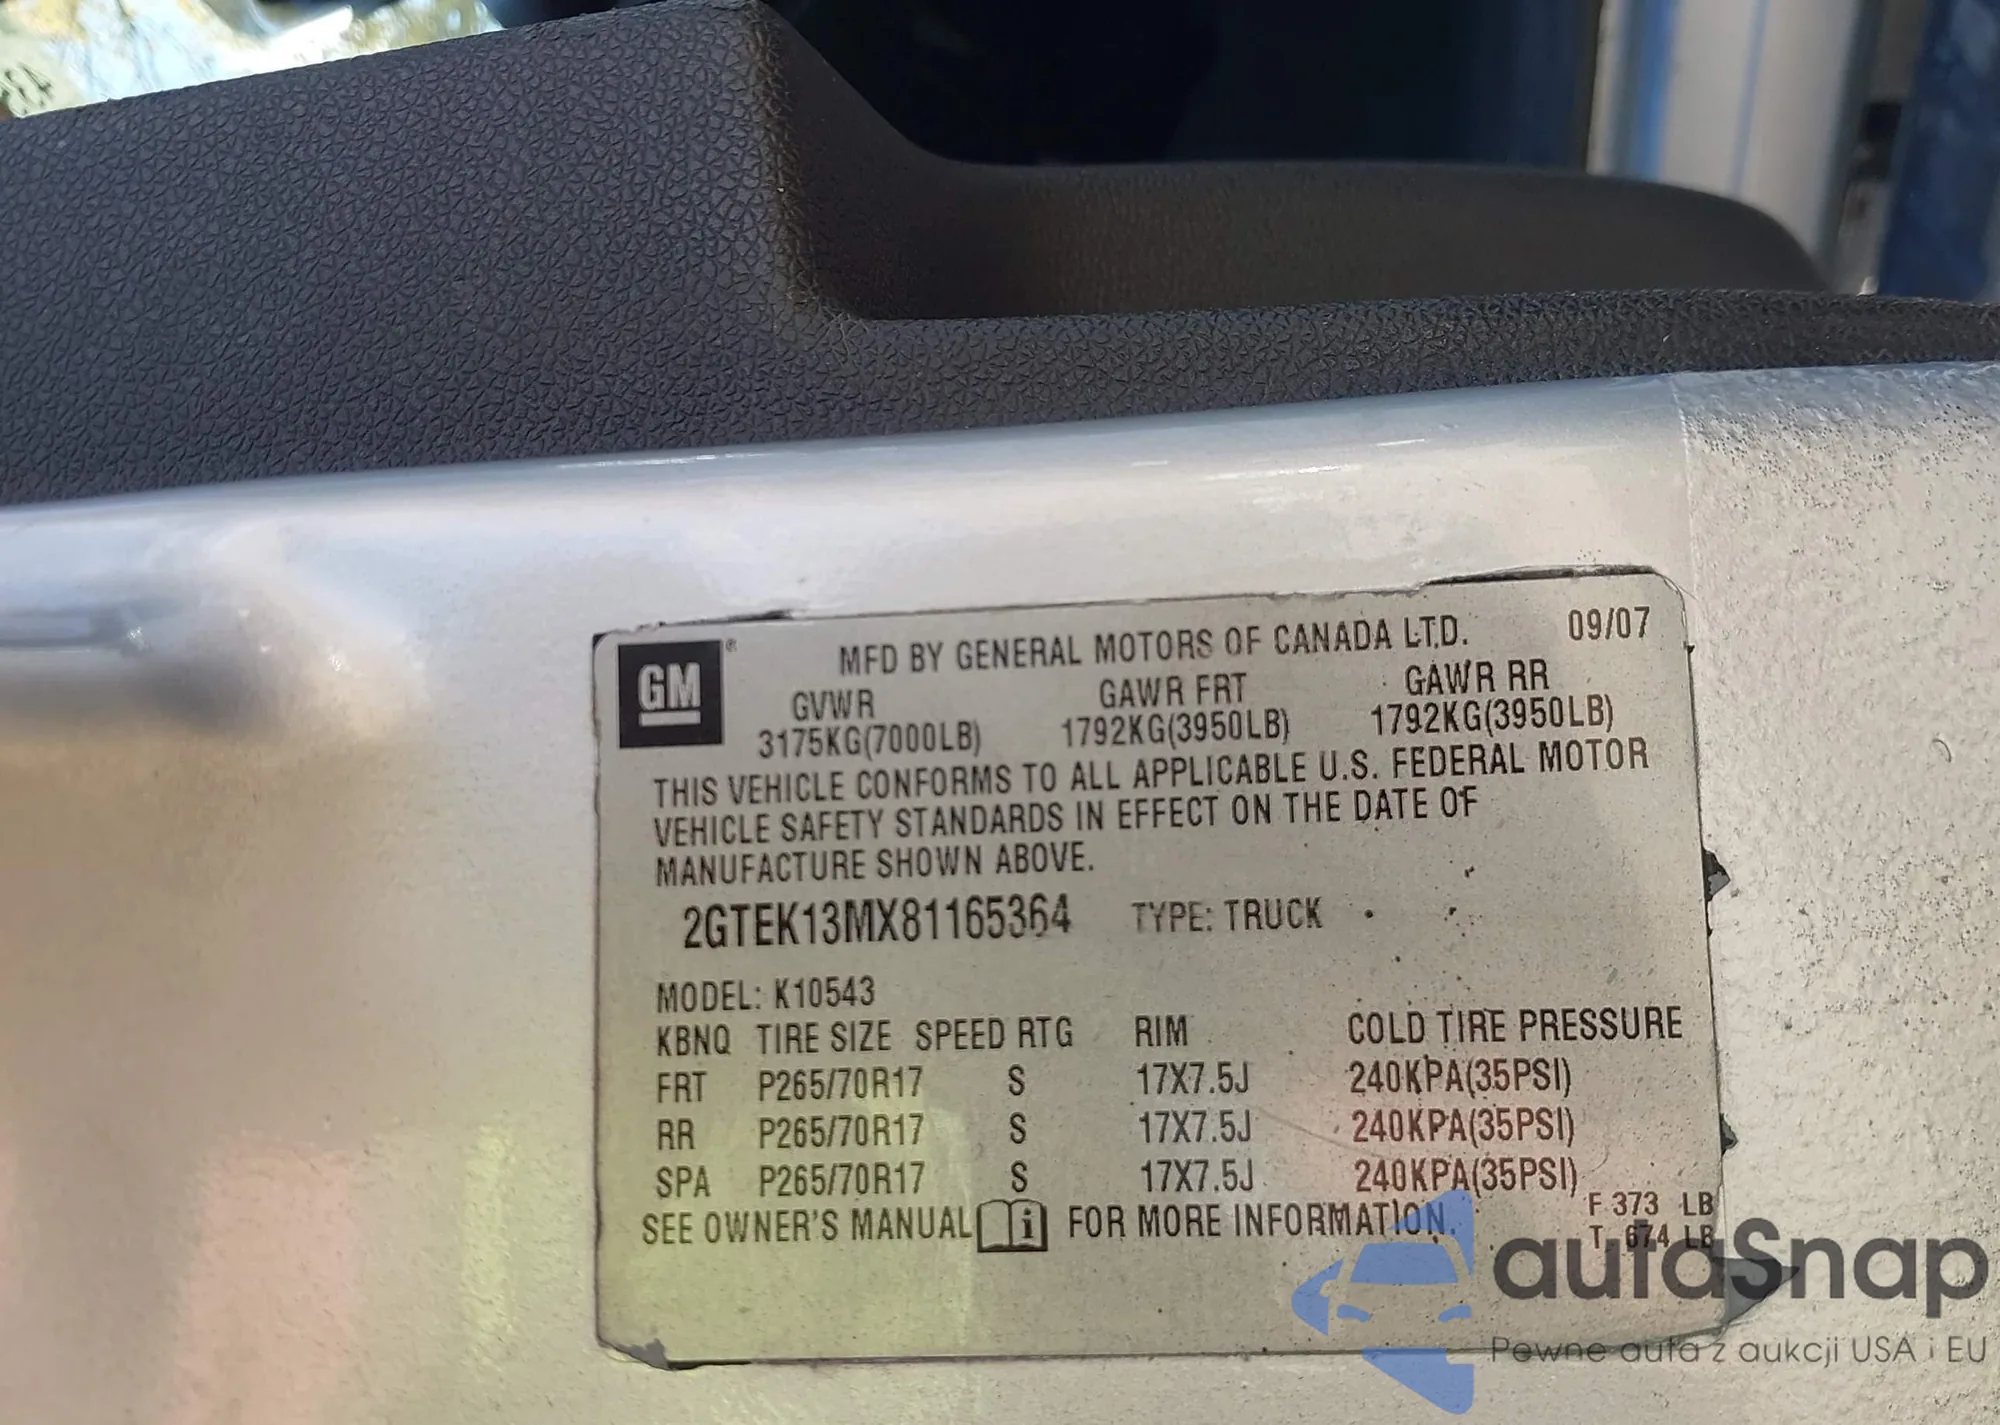 GM ®
MFD BY GENERAL MOTORS OF CANADA LTD. 09/07
GVWR GAWR FRT GAWR RR
3175KG(7000LB) 1792KG(3950LB) 1792KG(3950LB)
THIS VEHICLE CONFORMS TO ALL APPLICABLE U.S. FEDERAL MOTOR
VEHICLE SAFETY STANDARDS IN EFFECT ON THE DATE OF
MANUFACTURE SHOWN ABOVE.
2GTEK13MX81165364 TYPE: TRUCK
MODEL: K10543
KBNQ TIRE SIZE SPEED RTG RIM COLD TIRE PRESSURE
FRT P265/70R17 S 17X7.5J 240KPA(35PSI)
RR P265/70R17 S 17X7.5J 240KPA(35PSI)
SPA P265/70R17 S 17X7.5J 240KPA(35PSI)
SEE OWNER'S MANUAL i FOR MORE INFORMATION.
F 373 LB
T 674 LB
autoSnap
Pewne auta z aukcji USA i EU